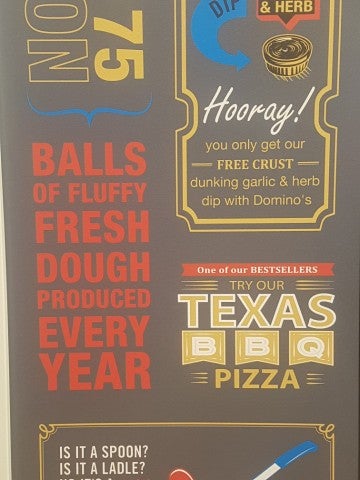 75
ON
BALLS
OF FLUFFY
FRESH
DOUGH
PRODUCED
EVERY
YEAR
DIP
& HERB
Hooray!
you only get our
FREE CRUST
dunking garlic & herb
dip with Domino's
One of our BESTSELLERS
TRY OUR
TEXAS
BBQ
PIZZA
IS IT A SPOON?
IS IT A LADLE?